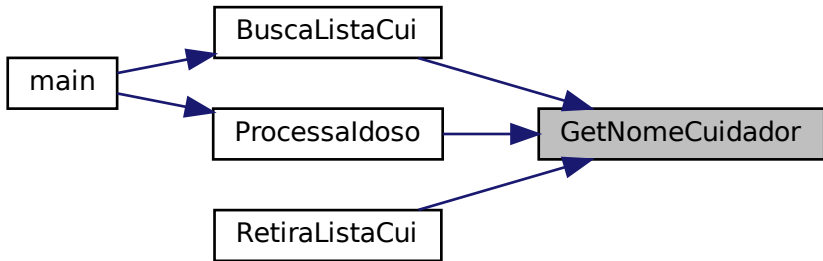 BuscaListaCui
main
ProcessaIdoso
GetNomeCuidador
RetiraListaCui